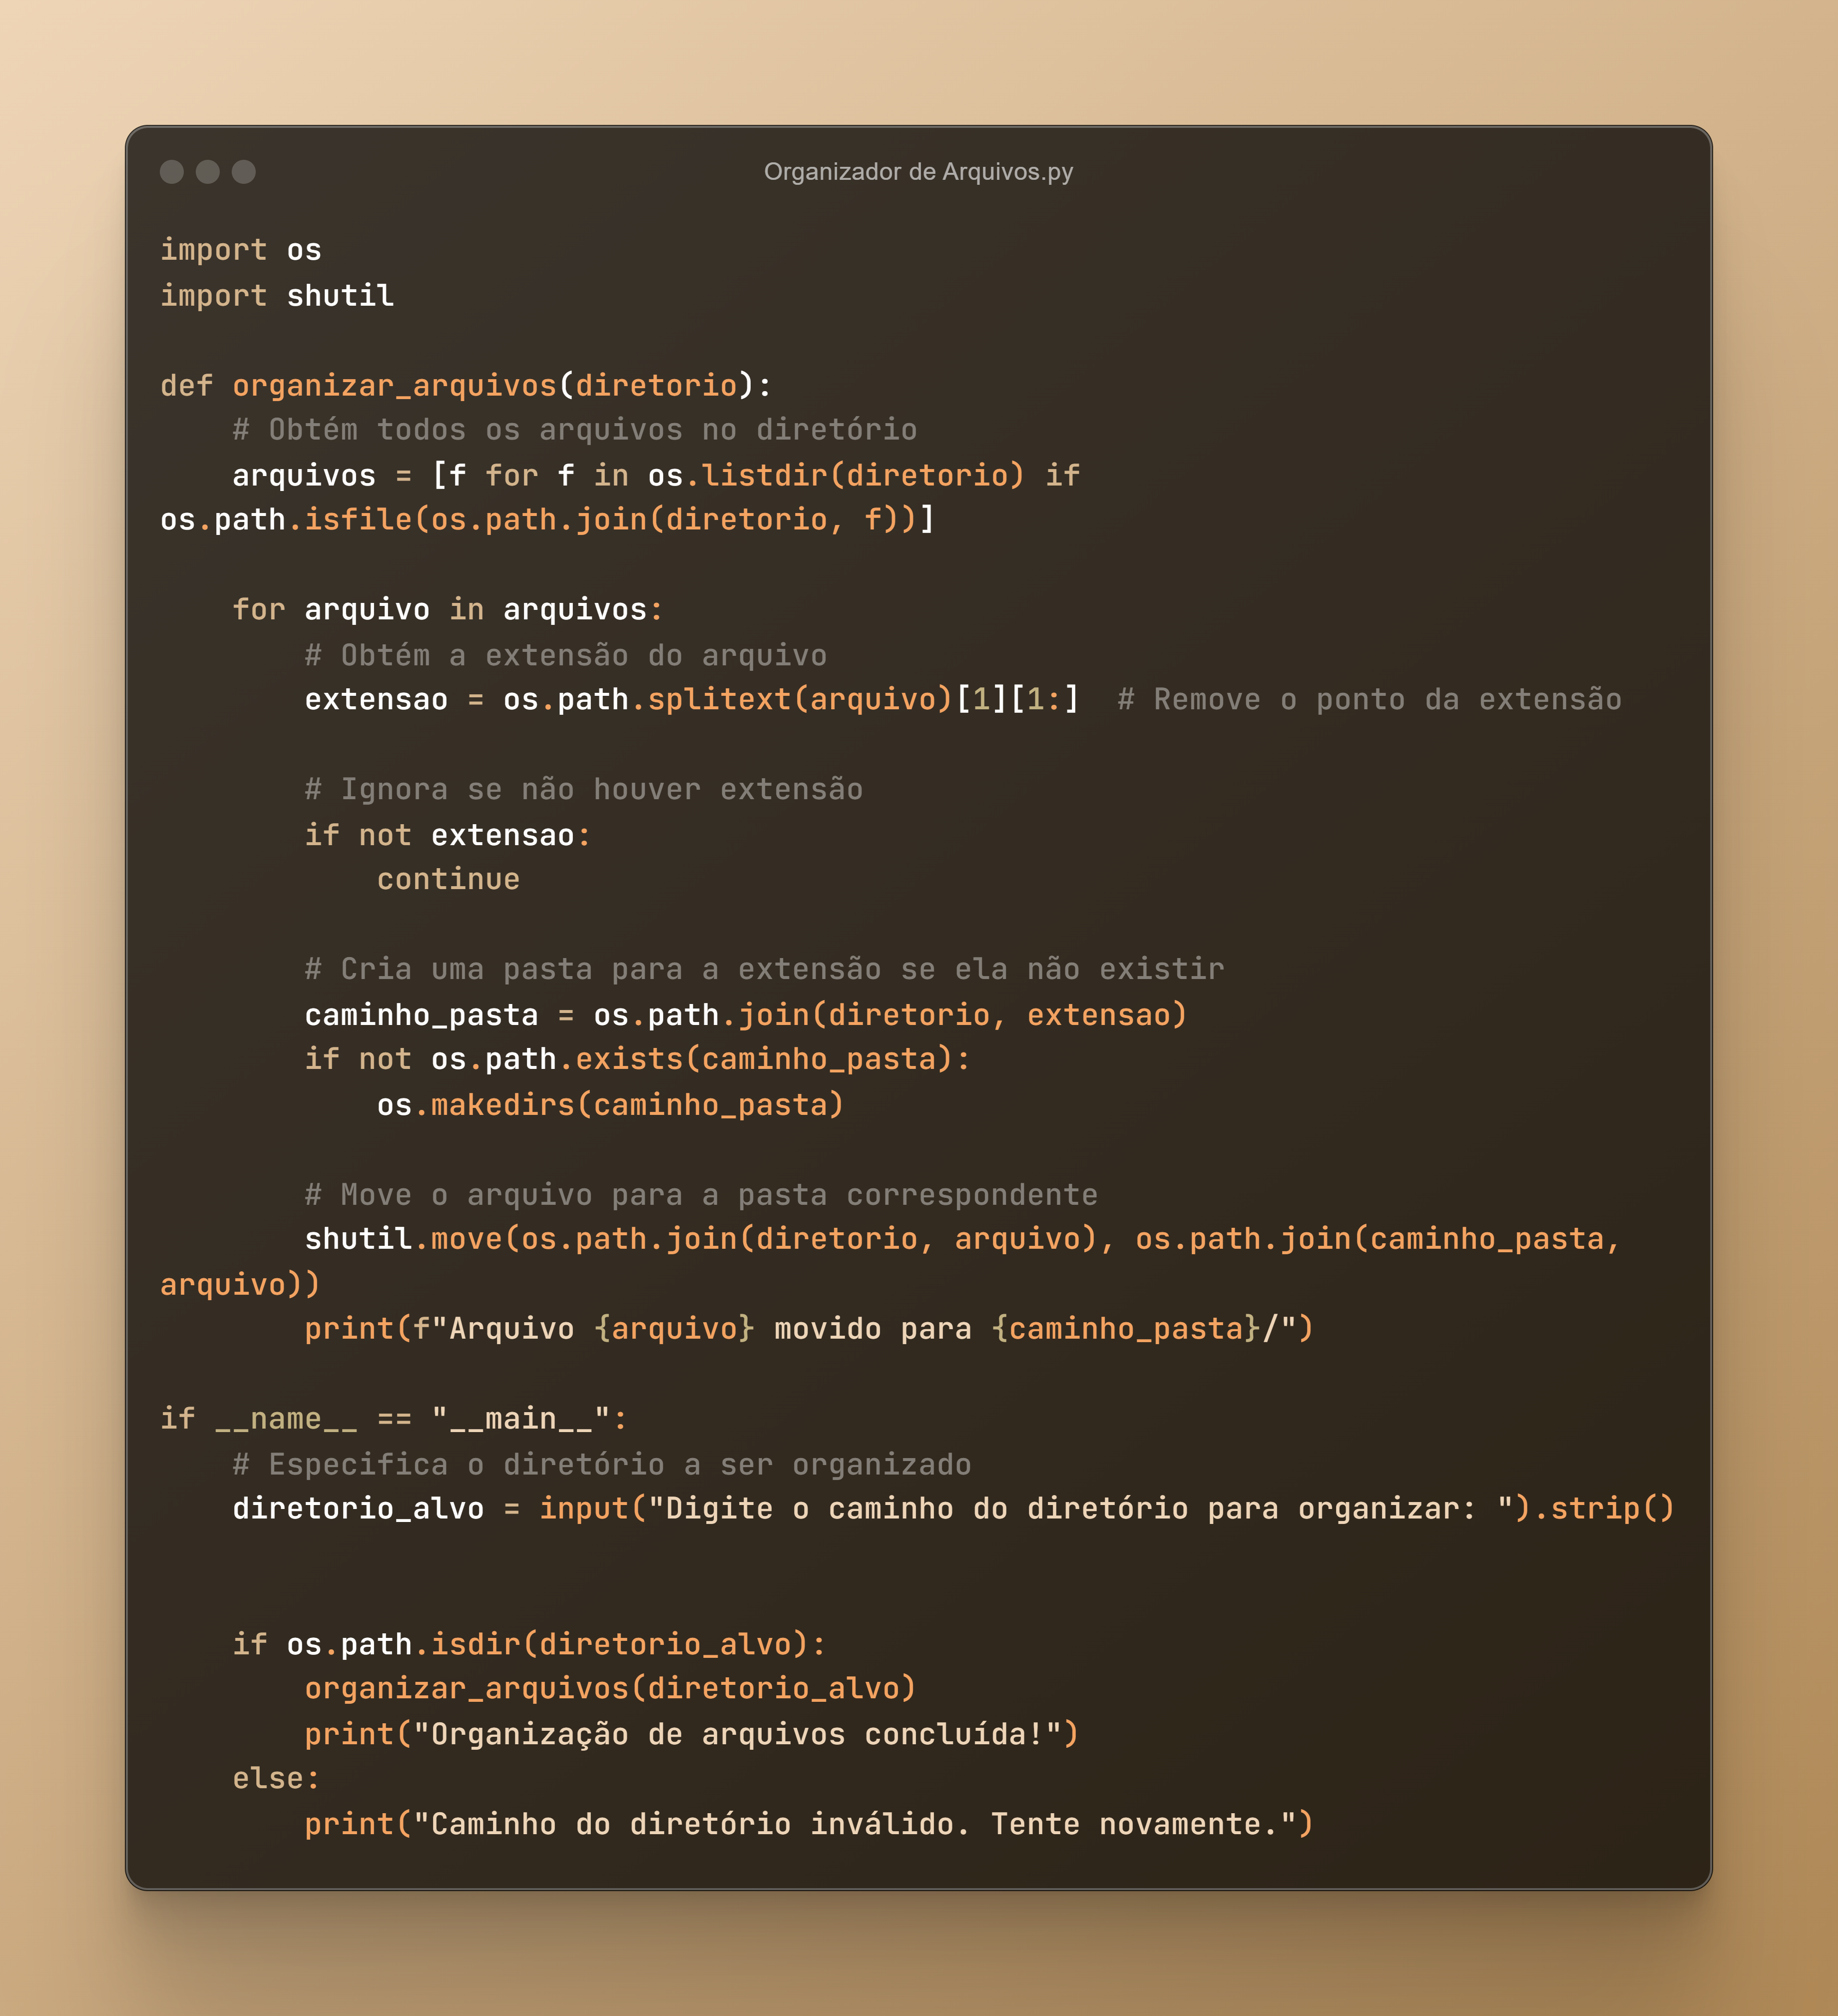 Organizador de Arquivos.py
import os
import shutil

def organizar_arquivos(diretorio):
    # Obtém todos os arquivos no diretório
    arquivos = [f for f in os.listdir(diretorio) if
os.path.isfile(os.path.join(diretorio, f))]

    for arquivo in arquivos:
        # Obtém a extensão do arquivo
        extensao = os.path.splitext(arquivo)[1][1:]  # Remove o ponto da extensão

        # Ignora se não houver extensão
        if not extensao:
            continue

        # Cria uma pasta para a extensão se ela não existir
        caminho_pasta = os.path.join(diretorio, extensao)
        if not os.path.exists(caminho_pasta):
            os.makedirs(caminho_pasta)

        # Move o arquivo para a pasta correspondente
        shutil.move(os.path.join(diretorio, arquivo), os.path.join(caminho_pasta,
arquivo))
        print(f"Arquivo {arquivo} movido para {caminho_pasta}/")

if __name__ == "__main__":
    # Especifica o diretório a ser organizado
    diretorio_alvo = input("Digite o caminho do diretório para organizar: ").strip()

    if os.path.isdir(diretorio_alvo):
        organizar_arquivos(diretorio_alvo)
        print("Organização de arquivos concluída!")
    else:
        print("Caminho do diretório inválido. Tente novamente.")